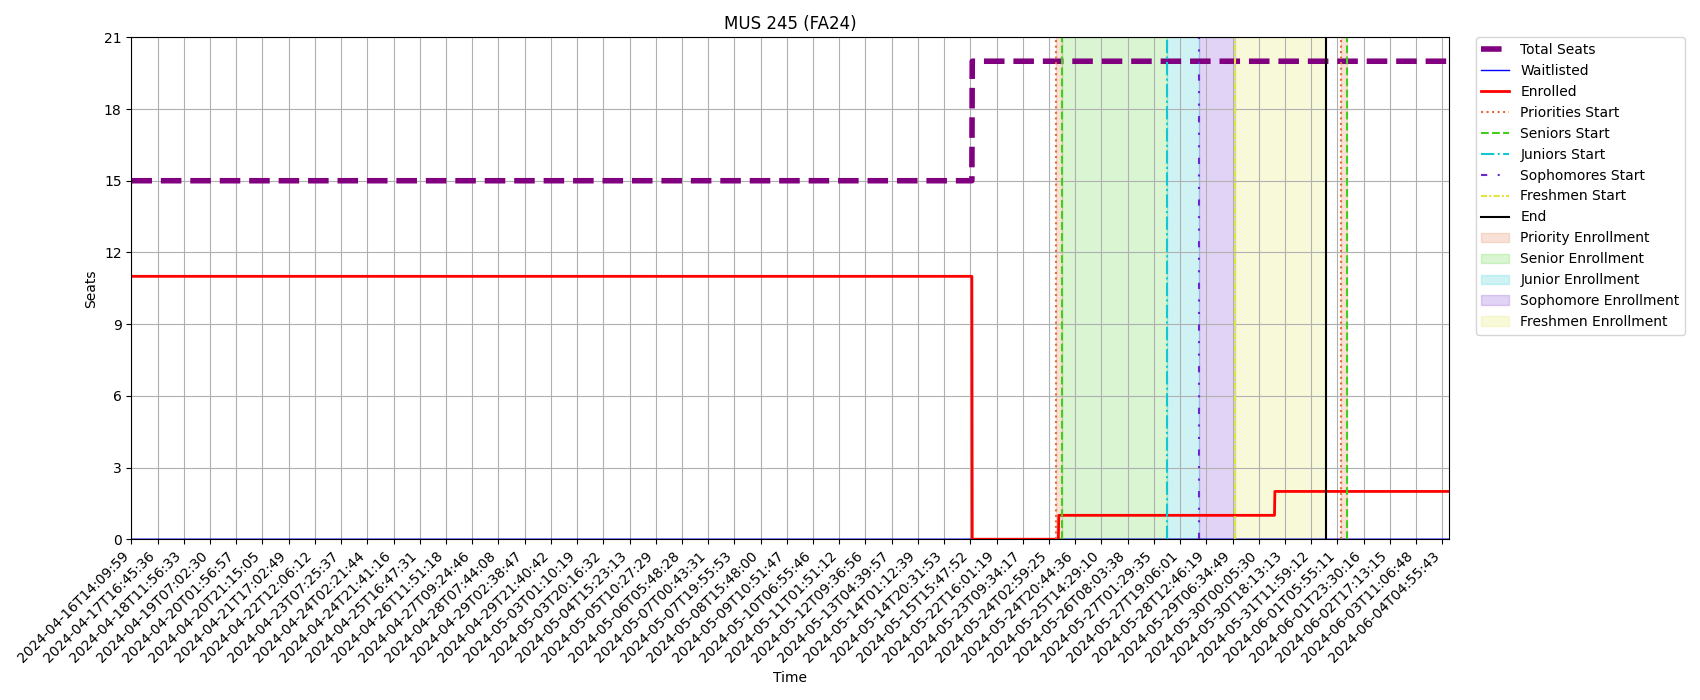 MUS 245 (FA24)
Seats
21
18
15
12
9
6
3
0
2024-04-16T14:09:59
2024-04-17T16:45:36
2024-04-18T11:56:33
2024-04-19T07:02:30
2024-04-20T01:56:57
2024-04-20T21:15:05
2024-04-21T17:02:49
2024-04-22T12:06:12
2024-04-23T07:25:37
2024-04-24T02:21:44
2024-04-24T21:41:16
2024-04-25T16:47:31
2024-04-26T11:51:18
2024-04-27T09:24:46
2024-04-28T07:44:08
2024-04-29T02:38:47
2024-04-29T21:40:42
2024-05-03T01:10:19
2024-05-03T20:16:32
2024-05-04T15:23:13
2024-05-05T10:27:29
2024-05-06T05:48:28
2024-05-07T00:43:31
2024-05-07T19:55:53
2024-05-08T15:48:00
2024-05-09T10:51:47
2024-05-10T06:55:46
2024-05-11T01:51:12
2024-05-12T09:36:56
2024-05-13T04:39:57
2024-05-14T01:12:39
2024-05-14T20:31:53
2024-05-15T15:47:52
2024-05-22T16:01:19
2024-05-23T09:34:17
2024-05-24T02:59:25
2024-05-24T20:44:36
2024-05-25T14:29:10
2024-05-26T08:03:38
2024-05-27T01:29:35
2024-05-27T19:06:01
2024-05-28T12:46:19
2024-05-29T06:34:49
2024-05-30T00:05:30
2024-05-30T18:13:13
2024-05-31T11:59:12
2024-06-01T05:55:11
2024-06-01T23:30:16
2024-06-02T17:13:15
2024-06-03T11:06:48
2024-06-04T04:55:43
Time
Total Seats
Waitlisted
Enrolled
Priorities Start
Seniors Start
Juniors Start
Sophomores Start
Freshmen Start
End
Priority Enrollment
Senior Enrollment
Junior Enrollment
Sophomore Enrollment
Freshmen Enrollment